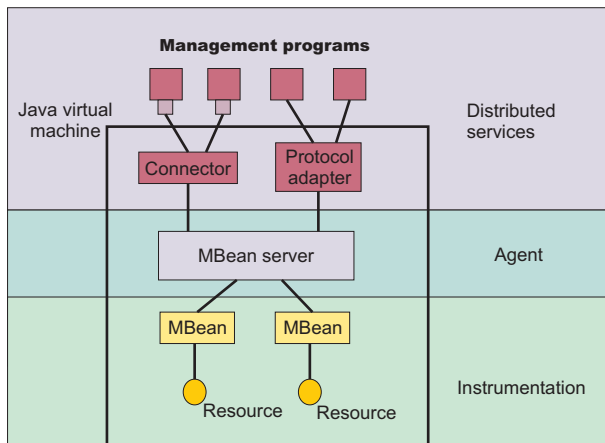 Management programs
Java virtual
machine
Distributed
services
Connector
Protocol
adapter
MBean server
Agent
MBean
MBean
Instrumentation
Resource
Resource